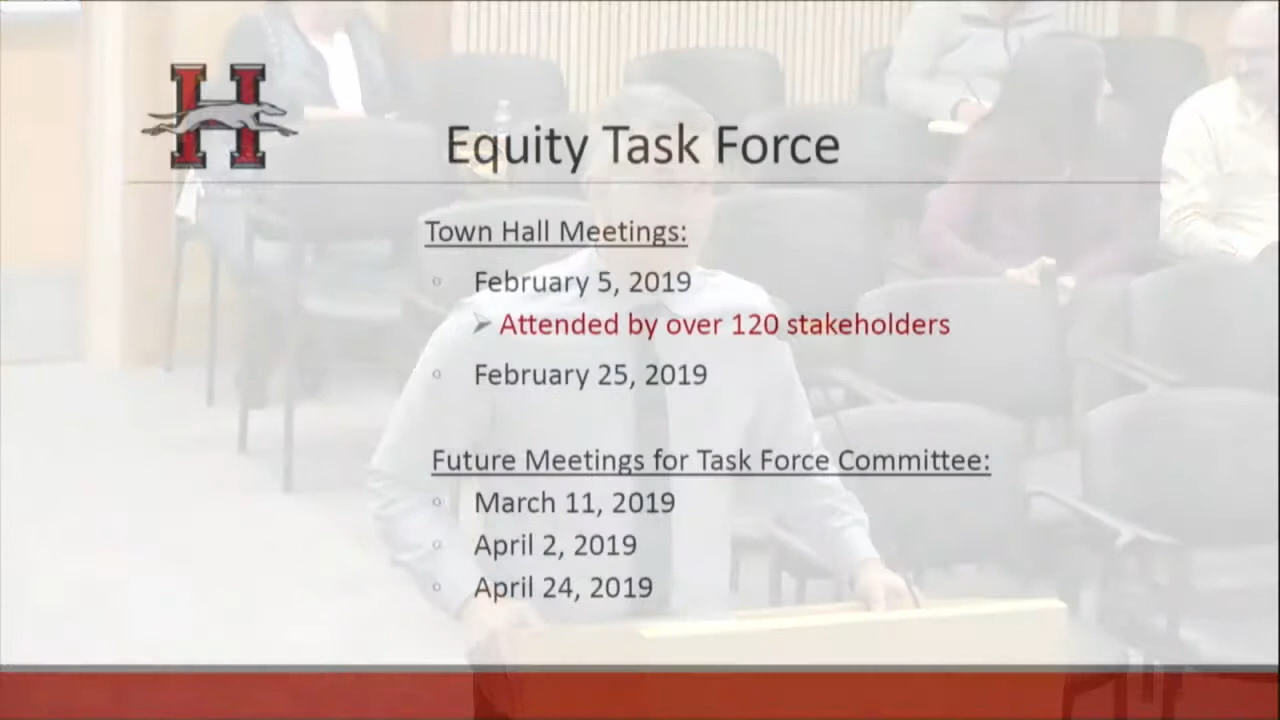 H
Equity Task Force
Town Hall Meetings:
February 5, 2019
Attended by over 120 stakeholders
February 25, 2019
Future Meetings for Task Force Committee:
March 11, 2019
April 2, 2019
April 24, 2019